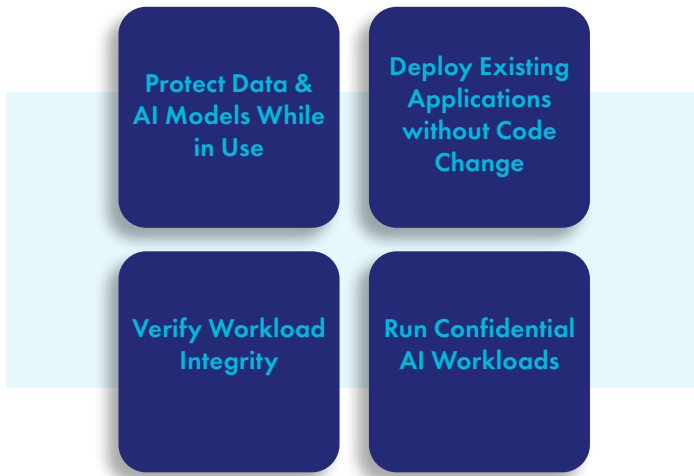 Protect Data &
AI Models While
in Use
Deploy Existing
Applications
without Code
Change
Verify Workload
Integrity
Run Confidential
AI Workloads